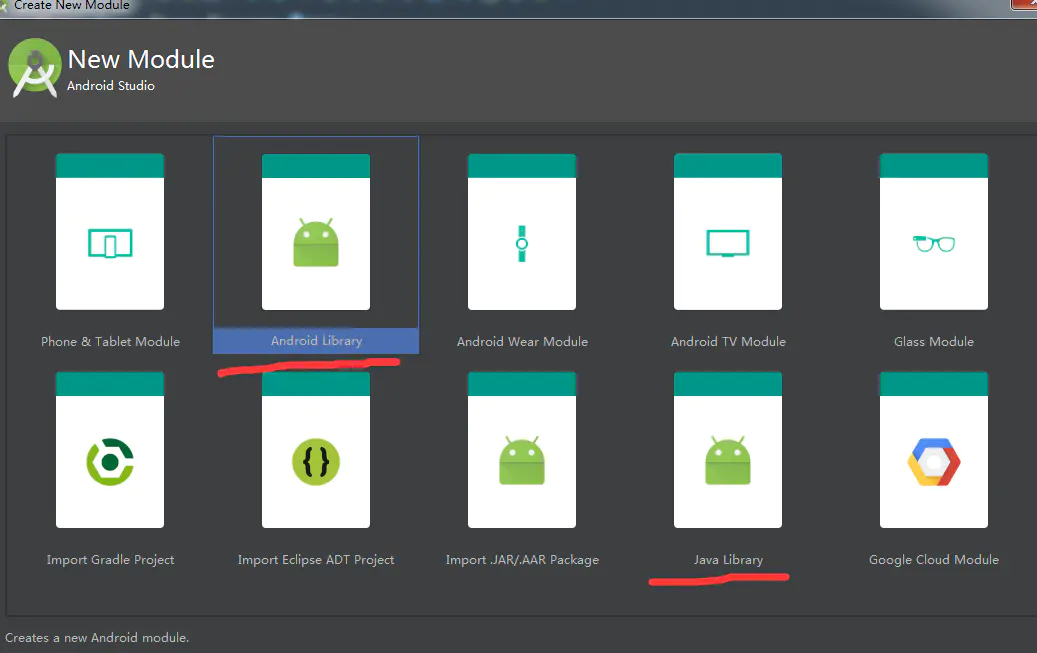 Create New Module
New Module
Android Studio
Phone & Tablet Module
Android Library
Android Wear Module
Android TV Module
Glass Module
Import Gradle Project
Import Eclipse ADT Project
Import .JAR/.AAR Package
Java Library
Google Cloud Module
Creates a new Android module.